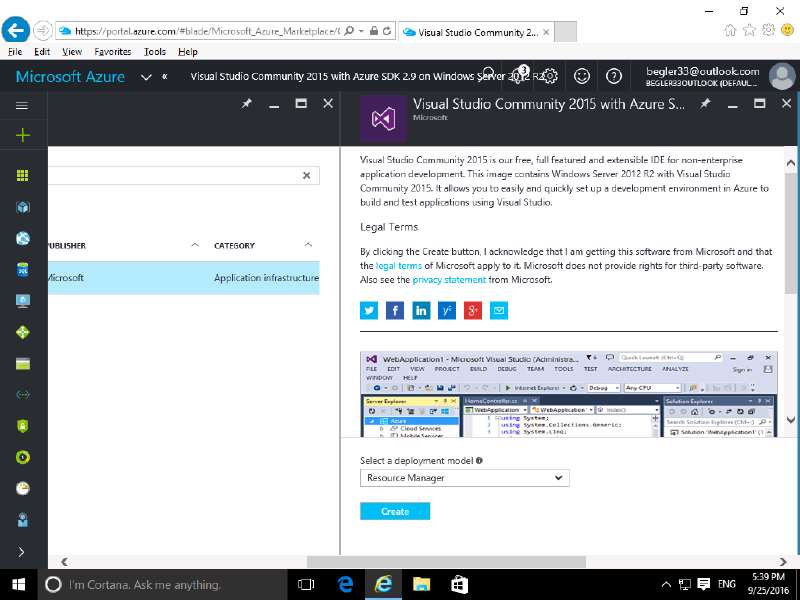 https://portal.azure.com/#blade/Microsoft_Azure_Marketplace/
Visual Studio Community 2...
File Edit View Favorites Tools Help
Microsoft Azure
Visual Studio Community 2015 with Azure SDK 2.9 on Windows Server 2012 R2
3
begler33@outlook.com
BEGLER33OUTLOOK (DEFAUL...
Visual Studio Community 2015 with Azure S...
Microsoft
Visual Studio Community 2015 is our free, full featured and extensible IDE for non-enterprise
application development. This image contains Windows Server 2012 R2 with Visual Studio
Community 2015. It allows you to easily and quickly set up a development environment in Azure to
build and test applications using Visual Studio.
Legal Terms
By clicking the Create button, I acknowledge that I am getting this software from Microsoft and that
the legal terms of Microsoft apply to it. Microsoft does not provide rights for third-party software.
Also see the privacy statement from Microsoft.
PUBLISHER CATEGORY
Microsoft Application infrastructure
WebApplication1 - Microsoft Visual Studio (Administra...
Quick Launch (Ctrl+Q)
FILE EDIT VIEW PROJECT BUILD DEBUG TEAM TOOLS TEST ARCHITECTURE ANALYZE
Sign in
WINDOW HELP
Internet Explorer Debug Any CPU
Server Explorer
HomeController.cs
Solution Explorer
WebApplication WebApplication Index()
Azure
Cloud Services
Mobile Services
using System;
using System.Collections.Generic;
using System.Linq;
Search Solution Explorer (Ctrl+;)
Solution 'WebApplication1' (1
Select a deployment model
Resource Manager
Create
I'm Cortana. Ask me anything.
ENG
5:39 PM
9/25/2016